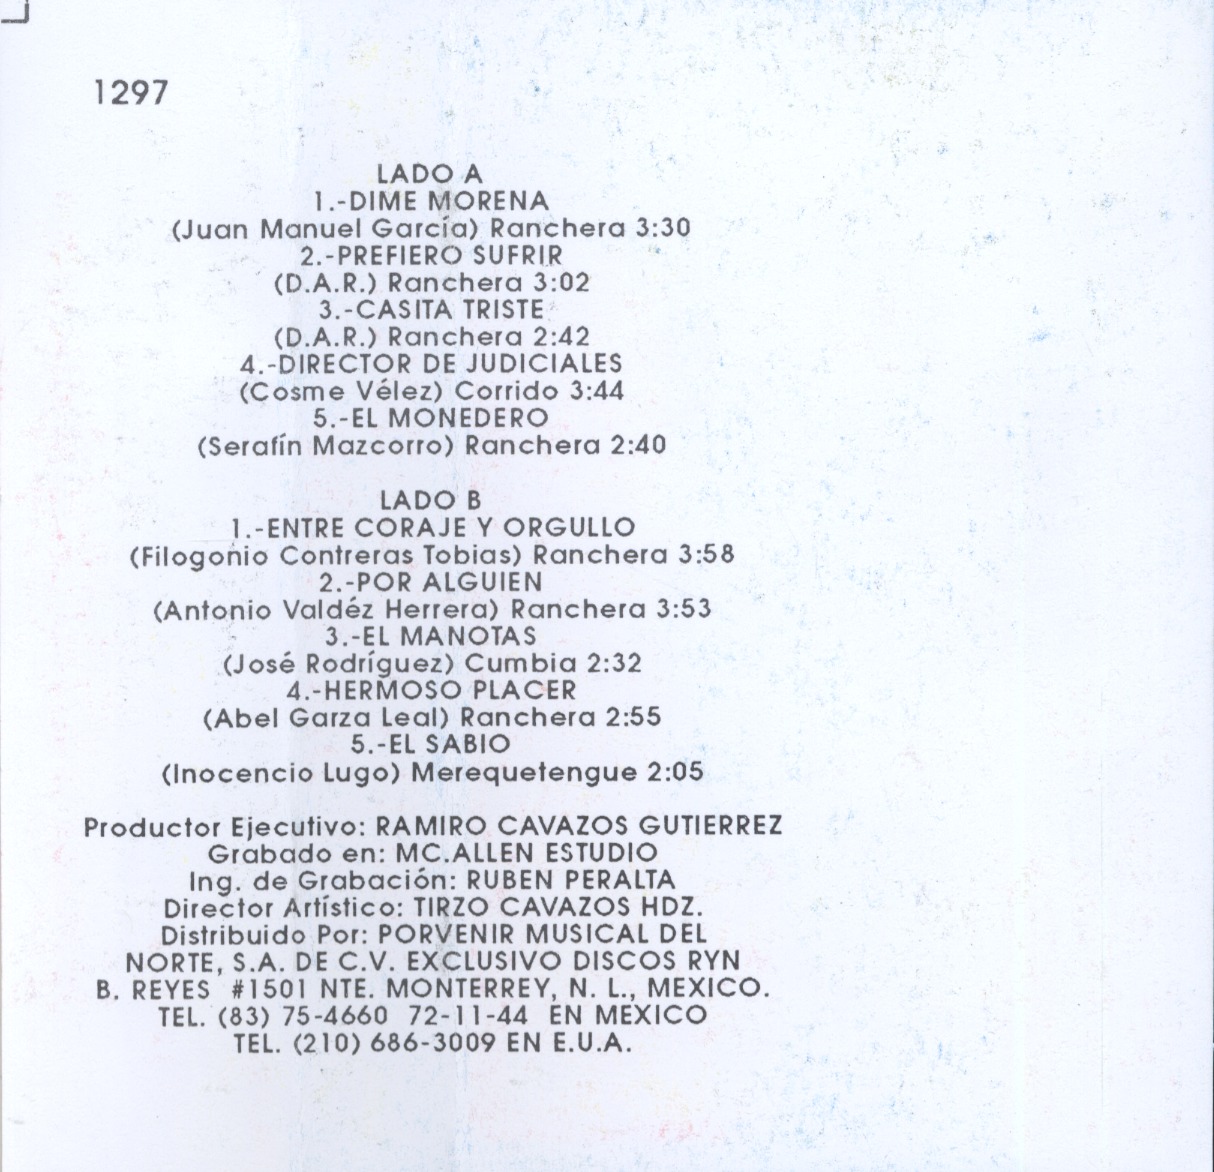 1297
LADO A
1.-DIME MORENA
(Juan Manuel García) Ranchera 3:30
2.-PREFIERO SUFRIR
(D.A.R.) Ranchera 3:02
3.-CASITA TRISTE
(D.A.R.) Ranchera 2:42
4.-DIRECTOR DE JUDICIALES
(Cosme Vélez) Corrido 3:44
5.-EL MONEDERO
(Serafín Mazcorro) Ranchera 2:40
LADO B
1.-ENTRE CORAJE Y ORGULLO
(Filogonio Contreras Tobias) Ranchera 3:58
2.-POR ALGUIEN
(Antonio Valdéz Herrera) Ranchera 3:53
3.-EL MANOTAS
(José Rodríguez) Cumbia 2:32
4.-HERMOSO PLACER
(Abel Garza Leal) Ranchera 2:55
5.-EL SABIO
(Inocencio Lugo) Merequetengue 2:05
Productor Ejecutivo: RAMIRO CAVAZOS GUTIERREZ
Grabado en: MC.ALLEN ESTUDIO
Ing. de Grabación: RUBEN PERALTA
Director Artístico: TIRZO CAVAZOS HDZ.
Distribuido Por: PORVENIR MUSICAL DEL
NORTE, S.A. DE C.V. EXCLUSIVO DISCOS RYN
B. REYES #1501 NTE. MONTERREY, N. L., MEXICO.
TEL. (83) 75-4660 72-11-44 EN MEXICO
TEL. (210) 686-3009 EN E.U.A.